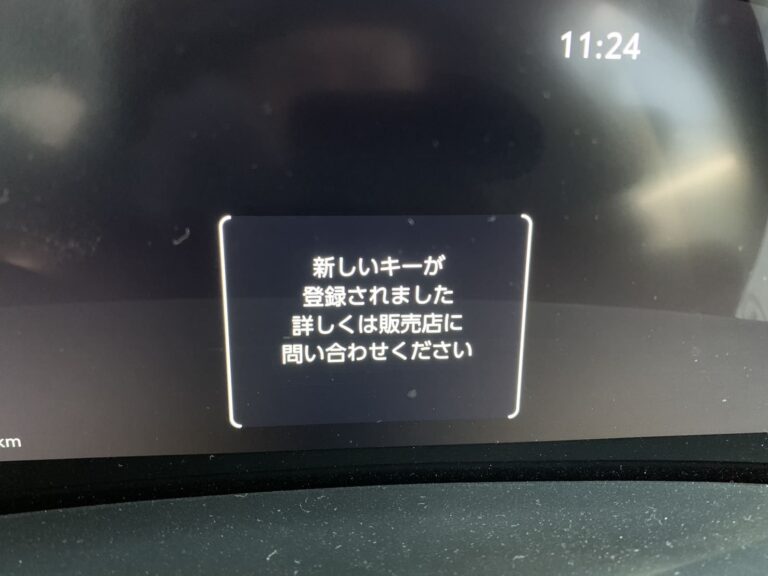 11:24
新しいキーが
登録されました
詳しくは販売店に
問い合わせください
km